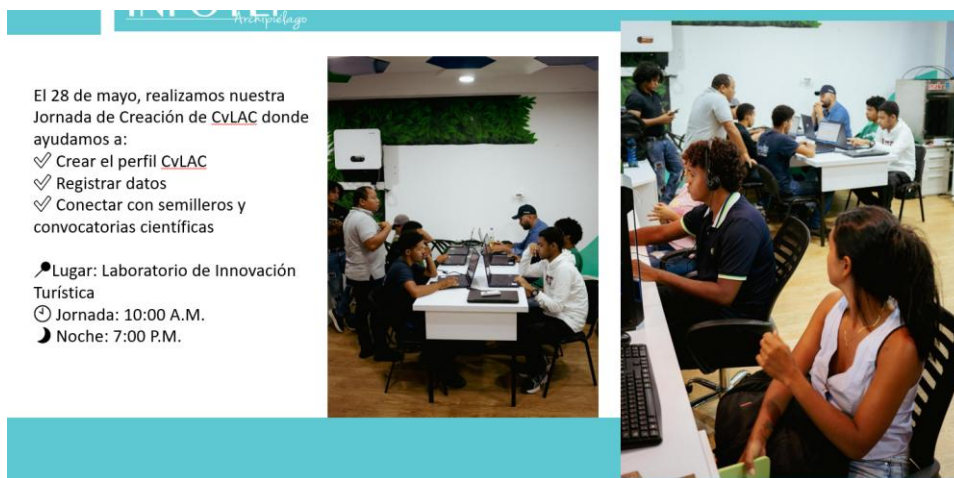 Archipiélago
El 28 de mayo, realizamos nuestra
Jornada de Creación de CvLAC donde
ayudamos a:
✓ Crear el perfil CvLAC
✓ Registrar datos
✓ Conectar con semilleros y
convocatorias científicas
📍Lugar: Laboratorio de Innovación
Turística
🕙 Jornada: 10:00 A.M.
🌙 Noche: 7:00 P.M.